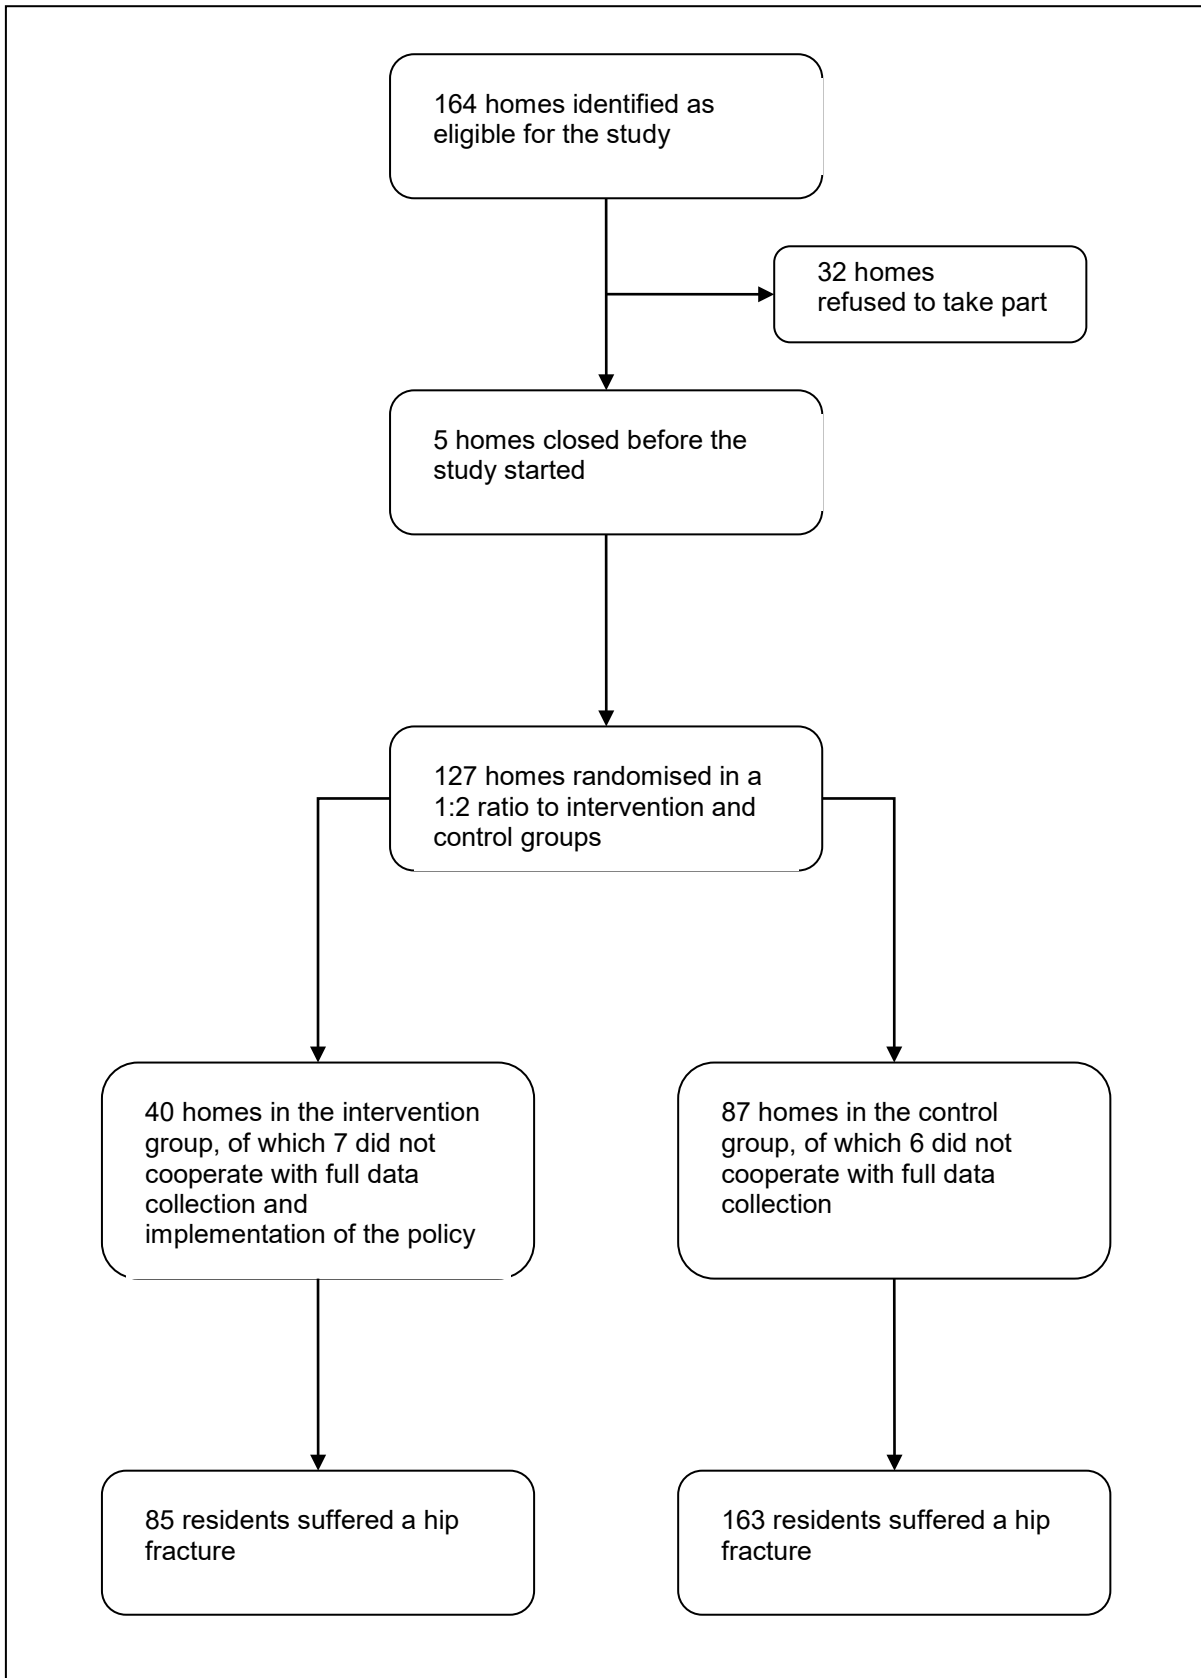 164 homes identified as
eligible for the study
32 homes
refused to take part
5 homes closed before the
study started
127 homes randomised in a
1:2 ratio to intervention and
control groups
40 homes in the intervention
group, of which 7 did not
cooperate with full data
collection and
implementation of the policy
87 homes in the control
group, of which 6 did not
cooperate with full data
collection
85 residents suffered a hip
fracture
163 residents suffered a hip
fracture